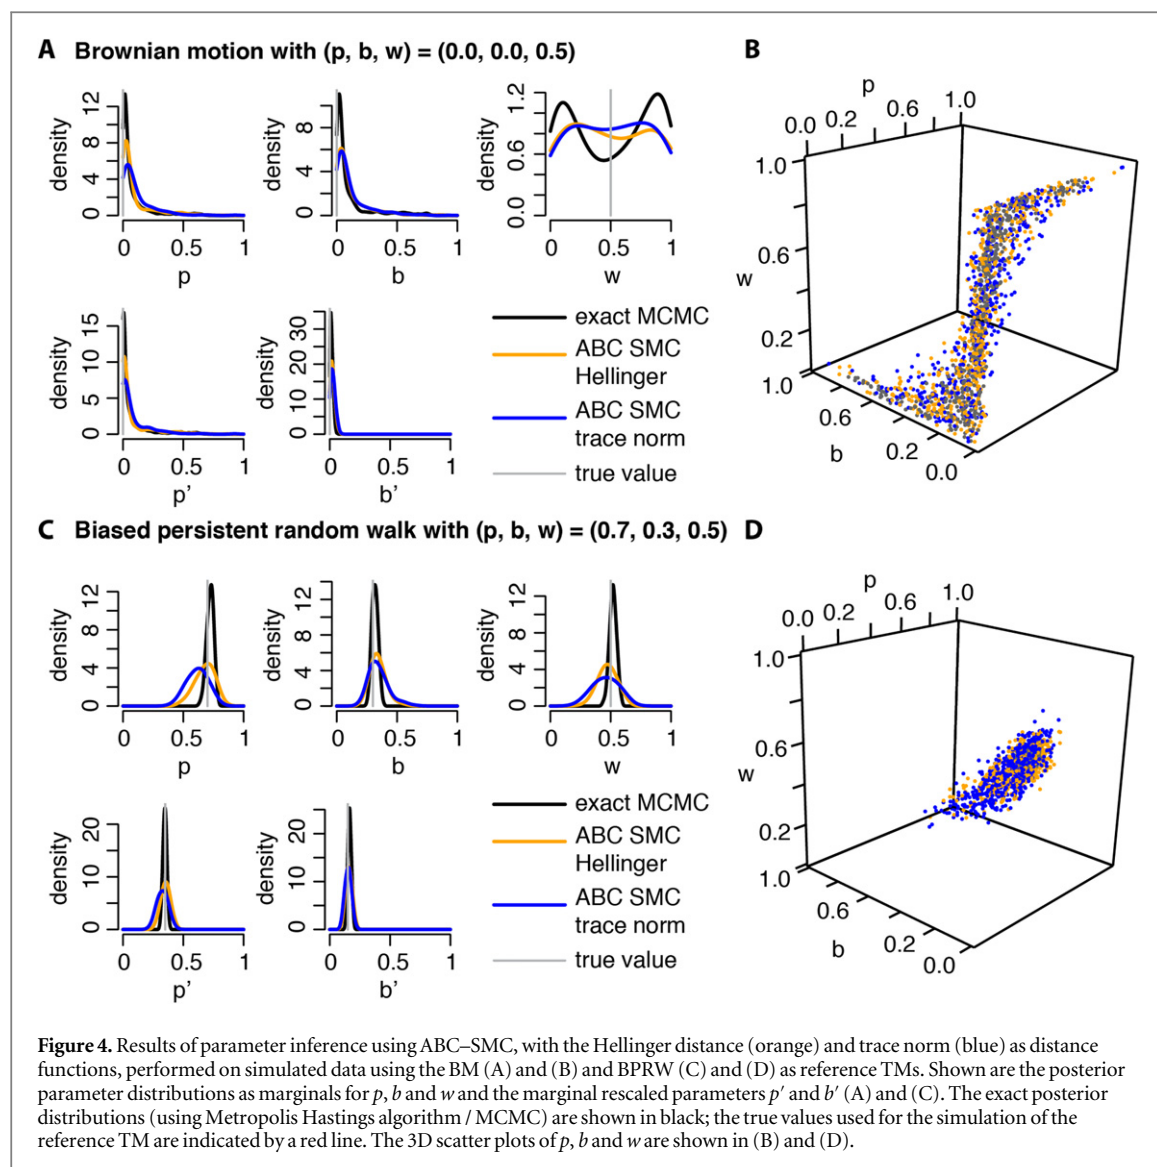 A Brownian motion with (p, b, w) = (0.0, 0.0, 0.5)
density
0 4 8 12
0 0.5 1
p
density
0 4 8
0 0.5 1
b
density
0.0 0.6 1.2
0 0.5 1
w
density
0 5 10 15
0 0.5 1
p’
density
0 10 20 30
0 0.5 1
b’
exact MCMC
ABC SMC
Hellinger
ABC SMC
trace norm
true value
B
p
0.0 0.2 0.6 1.0
1.0
0.6
w
0.2
1.0
0.6
b
0.2
0.0
C Biased persistent random walk with (p, b, w) = (0.7, 0.3, 0.5)
density
0 4 8 12
0 0.5 1
p
density
0 4 8 12
0 0.5 1
b
density
0 4 8 12
0 0.5 1
w
density
0 10 20
0 0.5 1
p’
density
0 10 20
0 0.5 1
b’
exact MCMC
ABC SMC
Hellinger
ABC SMC
trace norm
true value
D
p
0.0 0.2 0.6 1.0
1.0
0.6
w
0.2
1.0
0.6
b
0.2
0.0
Figure 4. Results of parameter inference using ABC–SMC, with the Hellinger distance (orange) and trace norm (blue) as distance
functions, performed on simulated data using the BM (A) and (B) and BPRW (C) and (D) as reference TMs. Shown are the posterior
parameter distributions as marginals for p, b and w and the marginal rescaled parameters p′ and b′ (A) and (C). The exact posterior
distributions (using Metropolis Hastings algorithm / MCMC) are shown in black; the true values used for the simulation of the
reference TM are indicated by a red line. The 3D scatter plots of p, b and w are shown in (B) and (D).